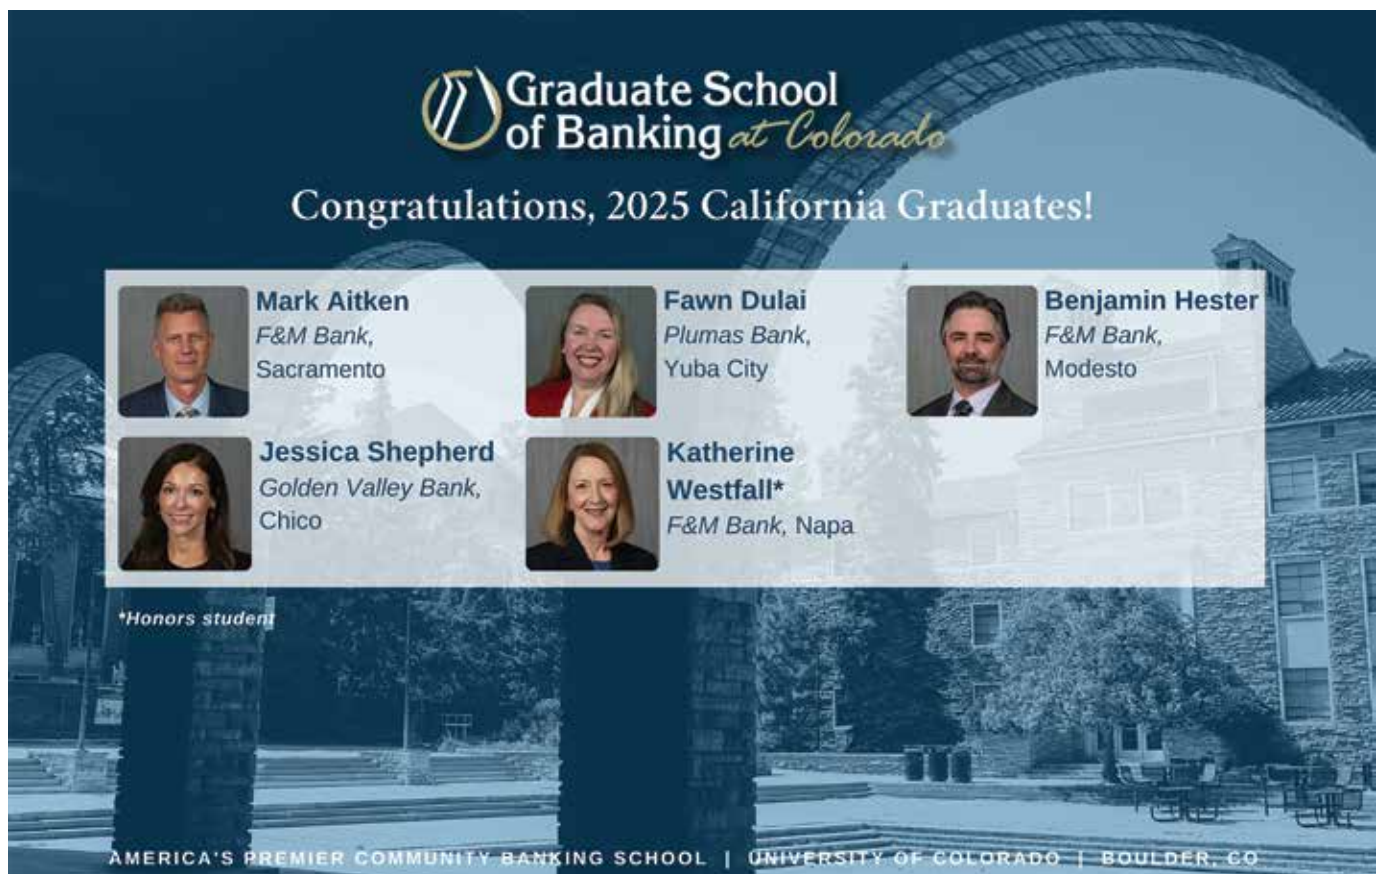 Graduate School
of Banking at Colorado
Congratulations, 2025 California Graduates!
Mark Aitken
F&M Bank,
Sacramento
Fawn Dulai
Plumas Bank,
Yuba City
Benjamin Hester
F&M Bank,
Modesto
Jessica Shepherd
Golden Valley Bank,
Chico
Katherine
Westfall*
F&M Bank, Napa
*Honors student
AMERICA'S PREMIER COMMUNITY BANKING SCHOOL | UNIVERSITY OF COLORADO | BOULDER, CO